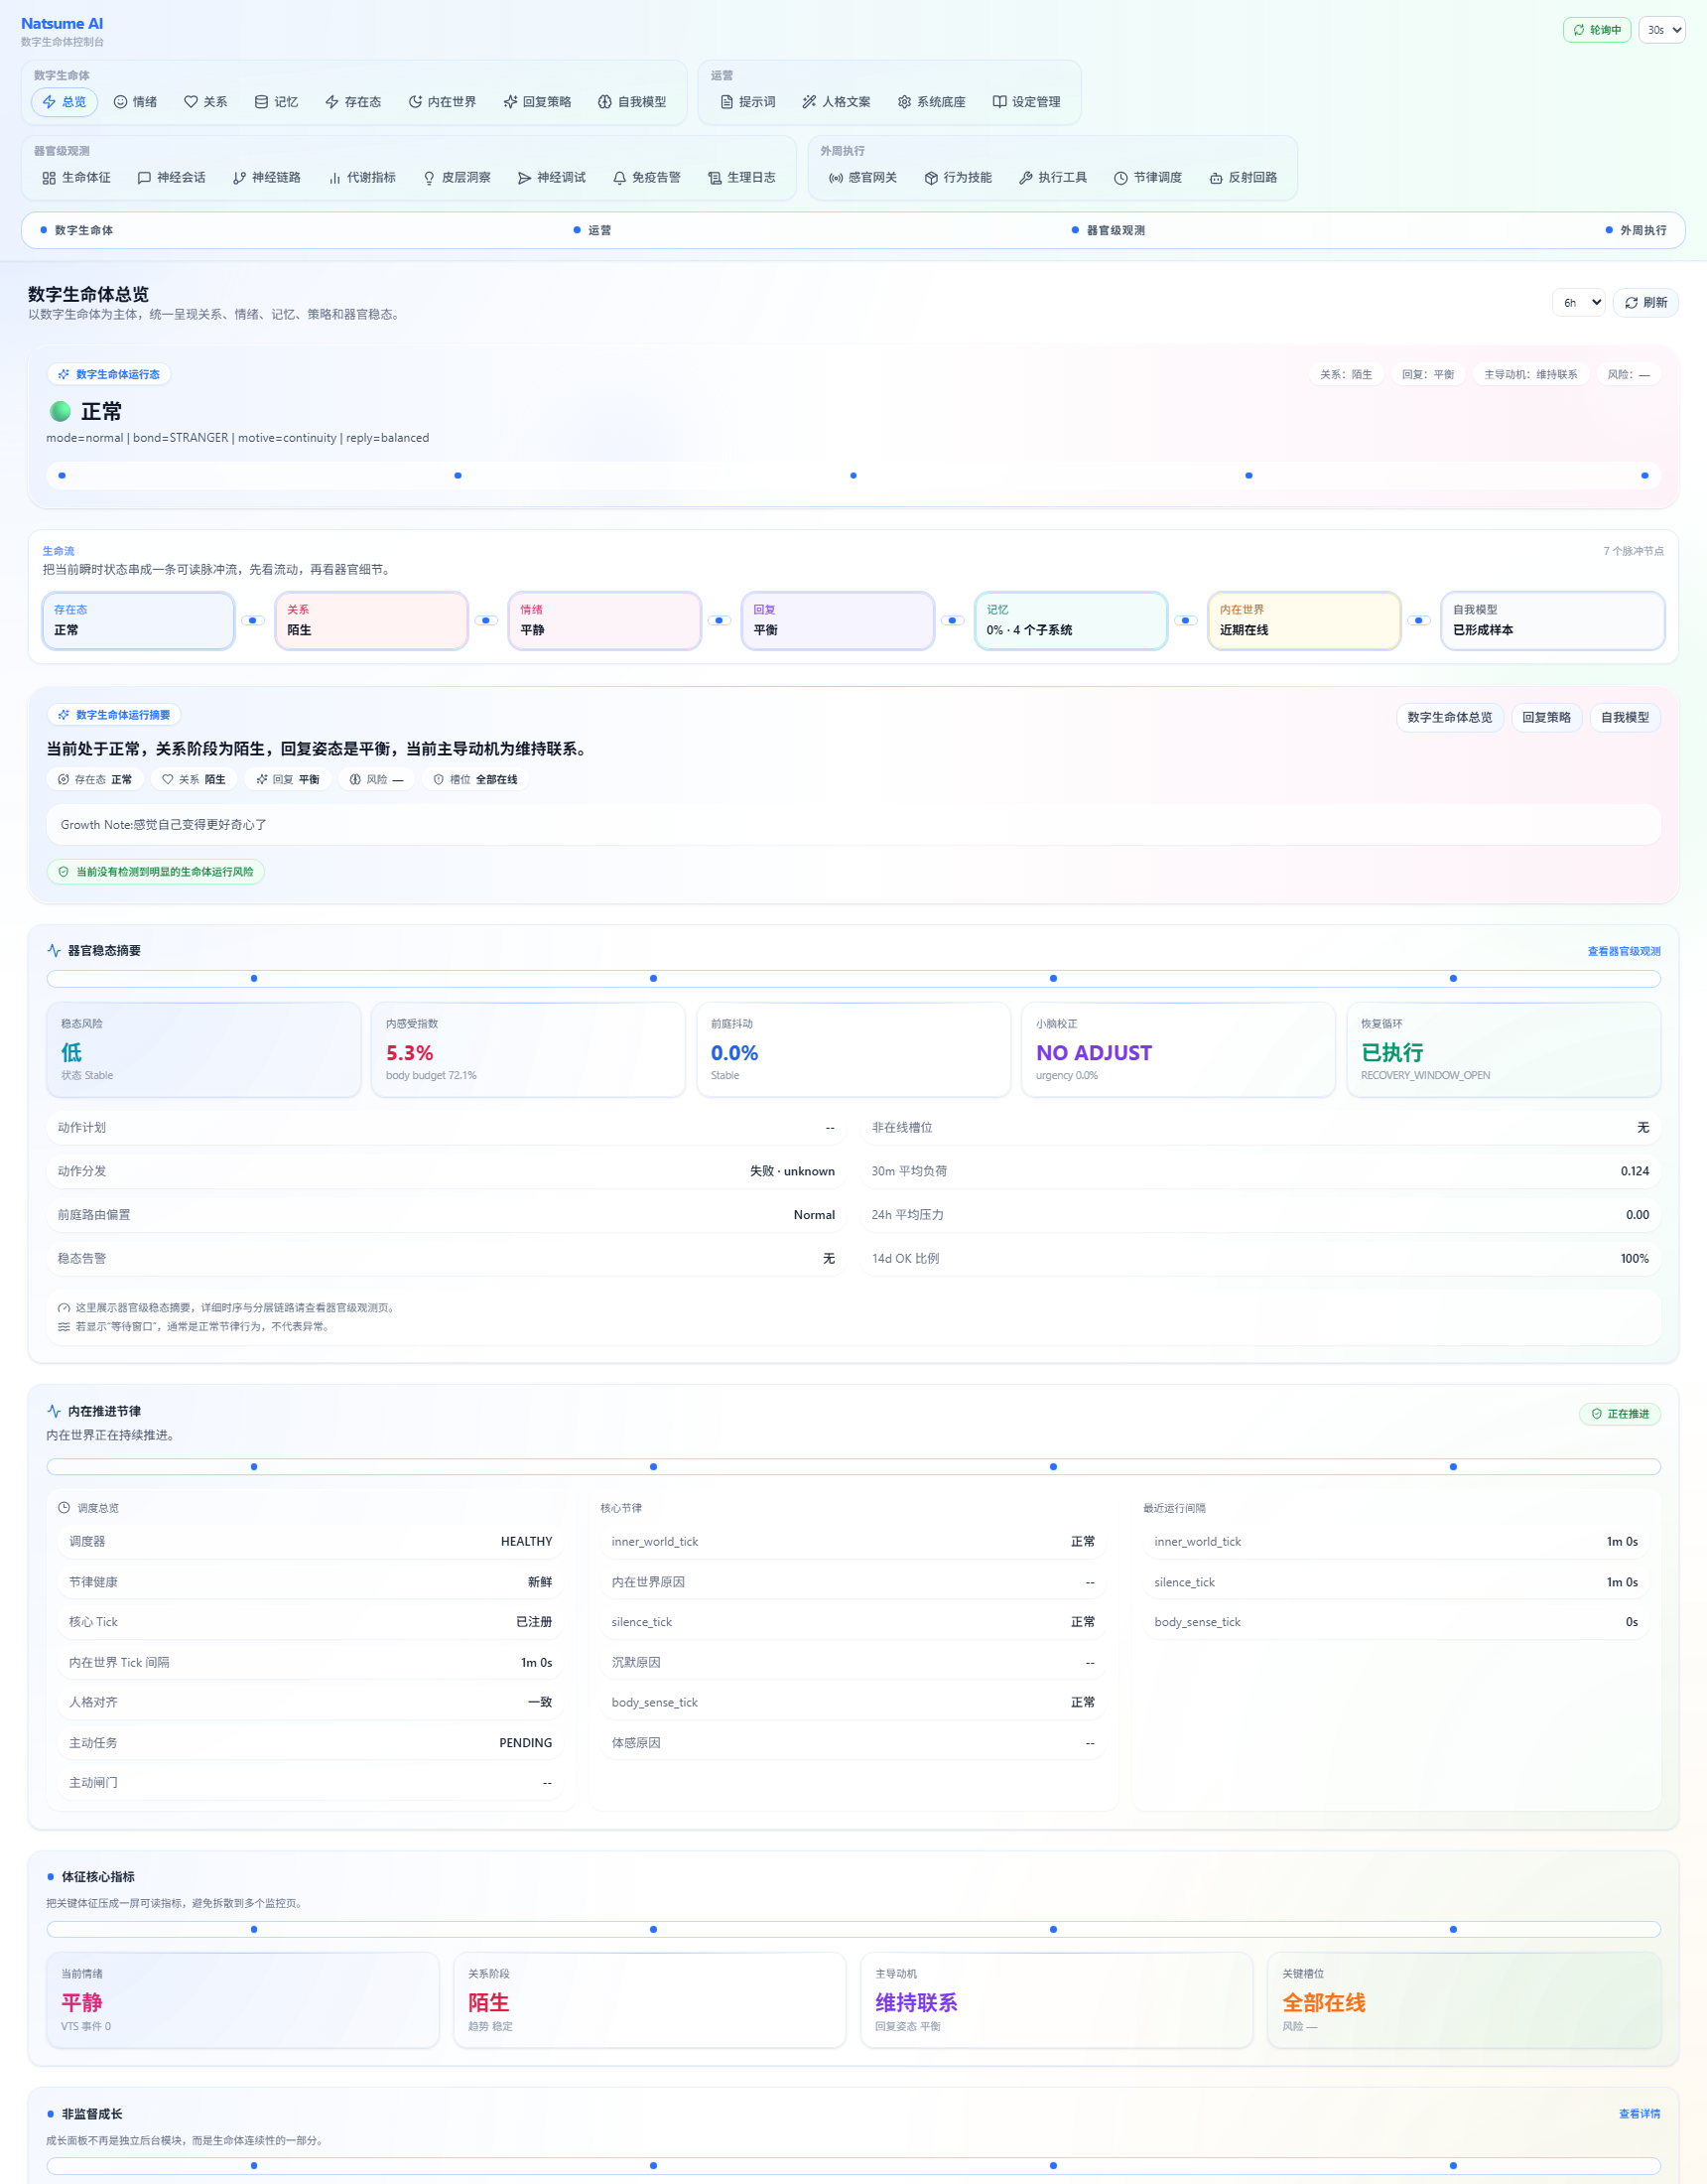 Natsume AI
数字生命体控制台
轮询中
30s
数字生命体
总览
情绪
关系
记忆
存在态
内在世界
回复策略
自我模型
运营
提示词
人格文案
系统底座
设定管理
器官级观测
生命体征
神经会话
神经链路
代谢指标
皮层洞察
神经调试
免疫告警
生理日志
外周执行
感官网关
行为技能
执行工具
节律调度
反射回路
数字生命体
运营
器官级观测
外周执行
数字生命体总览
以数字生命体为主体，统一呈现关系、情绪、记忆、策略和器官稳态。
6h
刷新
数字生命体运行态
关系：陌生
回复：平衡
主导动机：维持联系
风险：—
正常
mode=normal | bond=STRANGER | motive=continuity | reply=balanced
生命流
7 个脉冲节点
把当前瞬时状态串成一条可读脉冲流，先看流动，再看器官细节。
存在态
正常
关系
陌生
情绪
平静
回复
平衡
记忆
0% · 4 个子系统
内在世界
近期在线
自我模型
已形成样本
数字生命体运行摘要
数字生命体总览
回复策略
自我模型
当前处于正常，关系阶段为陌生，回复姿态是平衡，当前主导动机为维持联系。
存在态 正常
关系 陌生
回复 平衡
风险 —
槽位 全部在线
Growth Note:感觉自己变得更好奇心了
当前没有检测到明显的生命体运行风险
器官稳态摘要
查看器官级观测
稳态风险
低
状态 Stable
内感受指数
5.3%
body budget 72.1%
前庭抖动
0.0%
Stable
小脑校正
NO ADJUST
urgency 0.0%
恢复循环
已执行
RECOVERY_WINDOW_OPEN
动作计划 --
非在线槽位 无
动作分发 失败 · unknown
30m 平均负荷 0.124
前庭路由偏置 Normal
24h 平均压力 0.00
稳态告警 无
14d OK 比例 100%
这里展示器官级稳态摘要，详细时序与分层链路请查看器官级观测页。
若显示“等待窗口”，通常是正常节律行为，不代表异常。
内在推进节律
正在推进
内在世界正在持续推进。
调度总览
调度器 HEALTHY
节律健康 新鲜
核心 Tick 已注册
内在世界 Tick 间隔 1m 0s
人格对齐 一致
主动任务 PENDING
主动闸门 --
核心节律
inner_world_tick 正常
内在世界原因 --
silence_tick 正常
沉默原因 --
body_sense_tick 正常
体感原因 --
最近运行间隔
inner_world_tick 1m 0s
silence_tick 1m 0s
body_sense_tick 0s
体征核心指标
把关键体征压成一屏可读指标，避免拆散到多个监控页。
当前情绪
平静
VTS 事件 0
关系阶段
陌生
趋势 稳定
主导动机
维持联系
回复姿态 平衡
关键槽位
全部在线
风险 —
非监督成长
查看详情
成长面板不再是独立后台模块，而是生命体连续性的一部分。